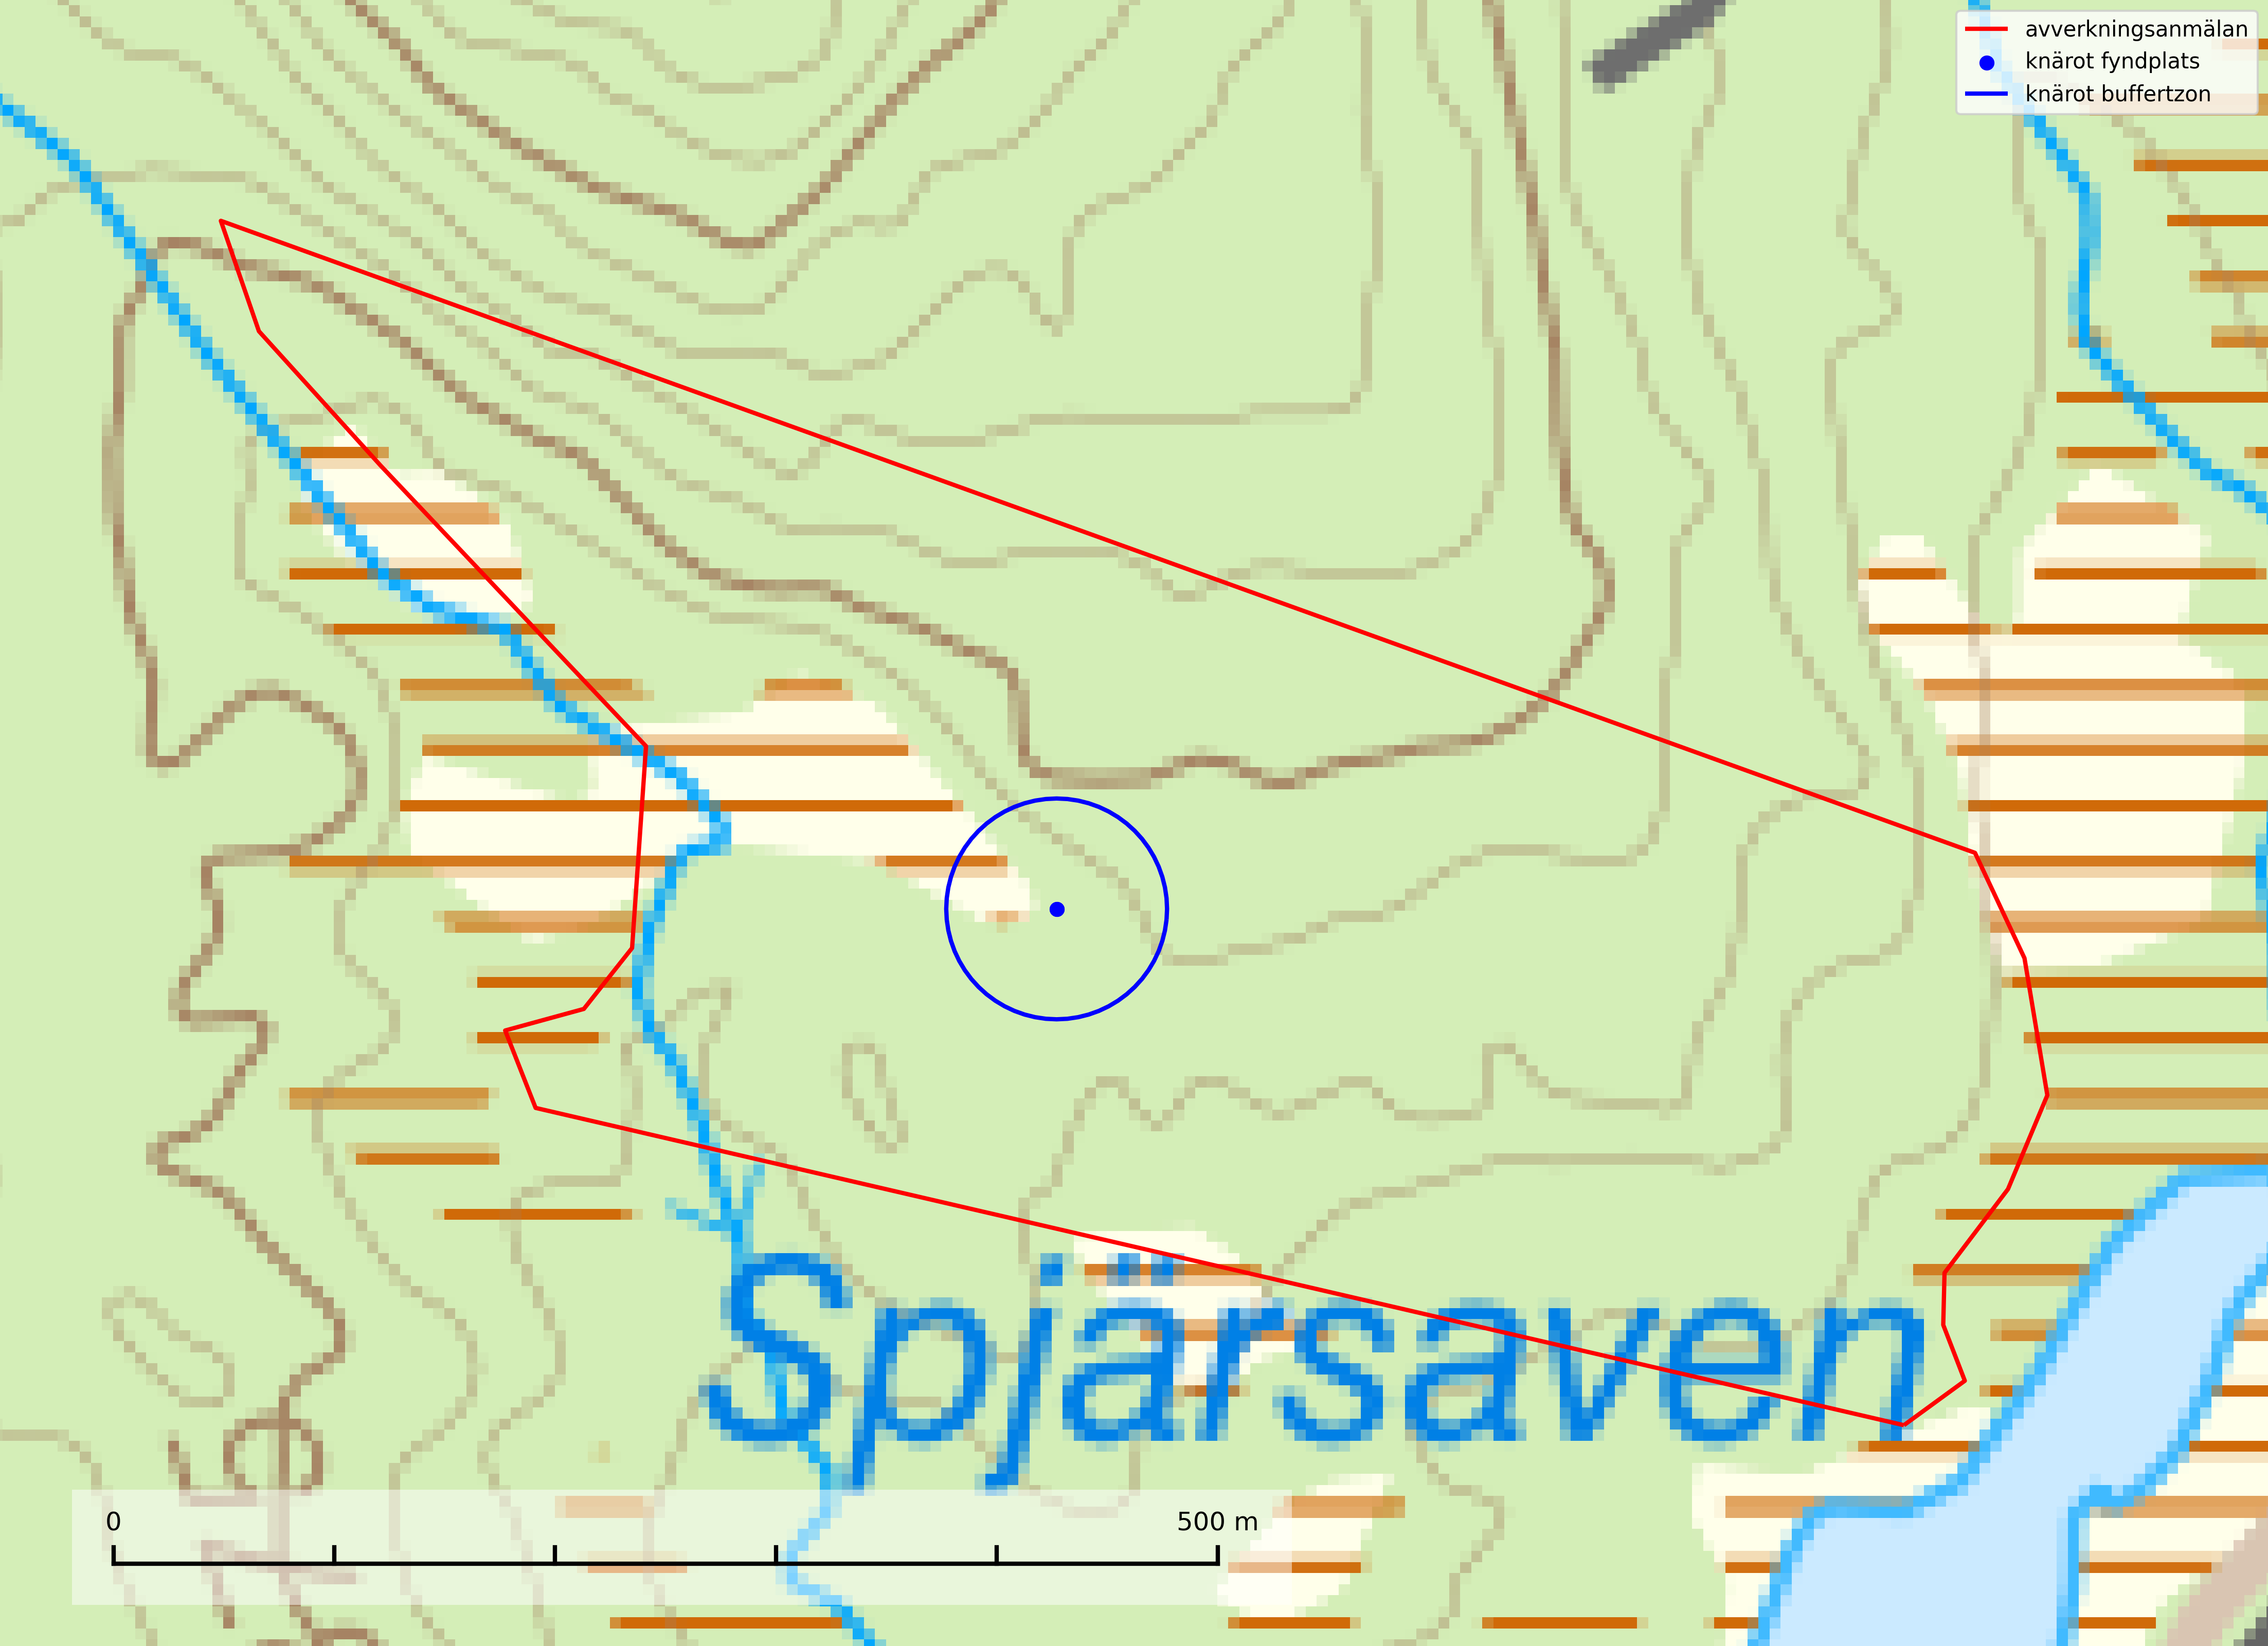 avverkningsanmälan
knärot fyndplats
knärot buffertzon
Spjärsaven
0 500 m